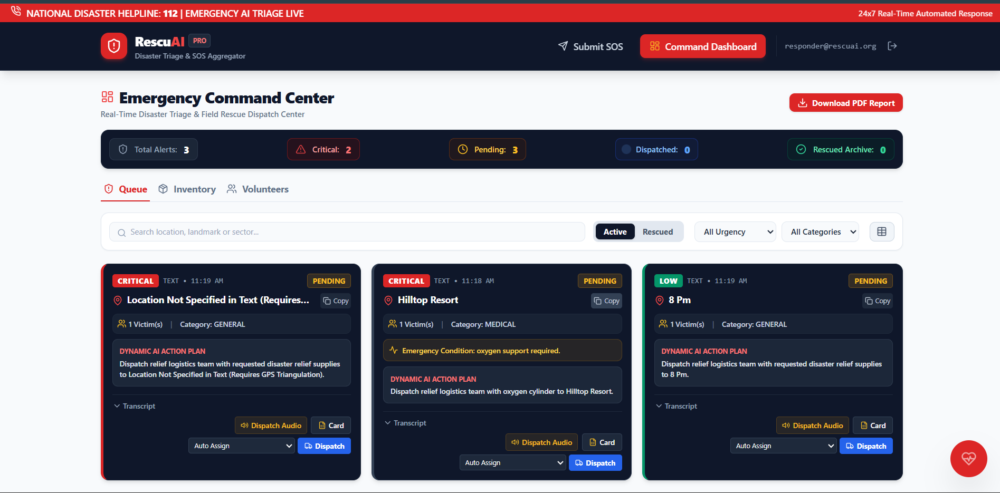 NATIONAL DISASTER HELPLINE: 112 | EMERGENCY AI TRIAGE LIVE
24x7 Real-Time Automated Response
RescuAI PRO
Disaster Triage & SOS Aggregator
Submit SOS
Command Dashboard
responder@rescuai.org
Emergency Command Center
Real-Time Disaster Triage & Field Rescue Dispatch Center
Download PDF Report
Total Alerts: 3
Critical: 2
Pending: 3
Dispatched: 0
Rescued Archive: 0
Queue
Inventory
Volunteers
Search location, landmark or sector...
Active
Rescued
All Urgency
All Categories
CRITICAL TEXT • 11:19 AM PENDING
Location Not Specified in Text (Requires... Copy
1 Victim(s) | Category: GENERAL
DYNAMIC AI ACTION PLAN
Dispatch relief logistics team with requested disaster relief supplies
to Location Not Specified in Text (Requires GPS Triangulation).
Transcript
Dispatch Audio
Card
Auto Assign
Dispatch
CRITICAL TEXT • 11:18 AM PENDING
Hilltop Resort Copy
1 Victim(s) | Category: MEDICAL
Emergency Condition: oxygen support required.
DYNAMIC AI ACTION PLAN
Dispatch relief logistics team with oxygen cylinder to Hilltop Resort.
Transcript
Dispatch Audio
Card
Auto Assign
Dispatch
LOW TEXT • 11:19 AM PENDING
8 Pm Copy
1 Victim(s) | Category: GENERAL
DYNAMIC AI ACTION PLAN
Dispatch relief logistics team with requested disaster relief supplies
to 8 Pm.
Transcript
Dispatch Audio
Card
Auto Assign
Dispatch